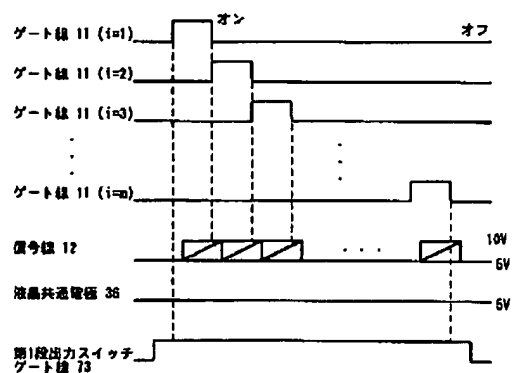 ゲート線 11 (i=1)
オン
オフ
ゲート線 11 (i=2)
ゲート線 11 (i=3)
ゲート線 11 (i=m)
信号線 12
10V
5V
液晶共通電極 36
5V
第1段出力スイッチ
ゲート線 73